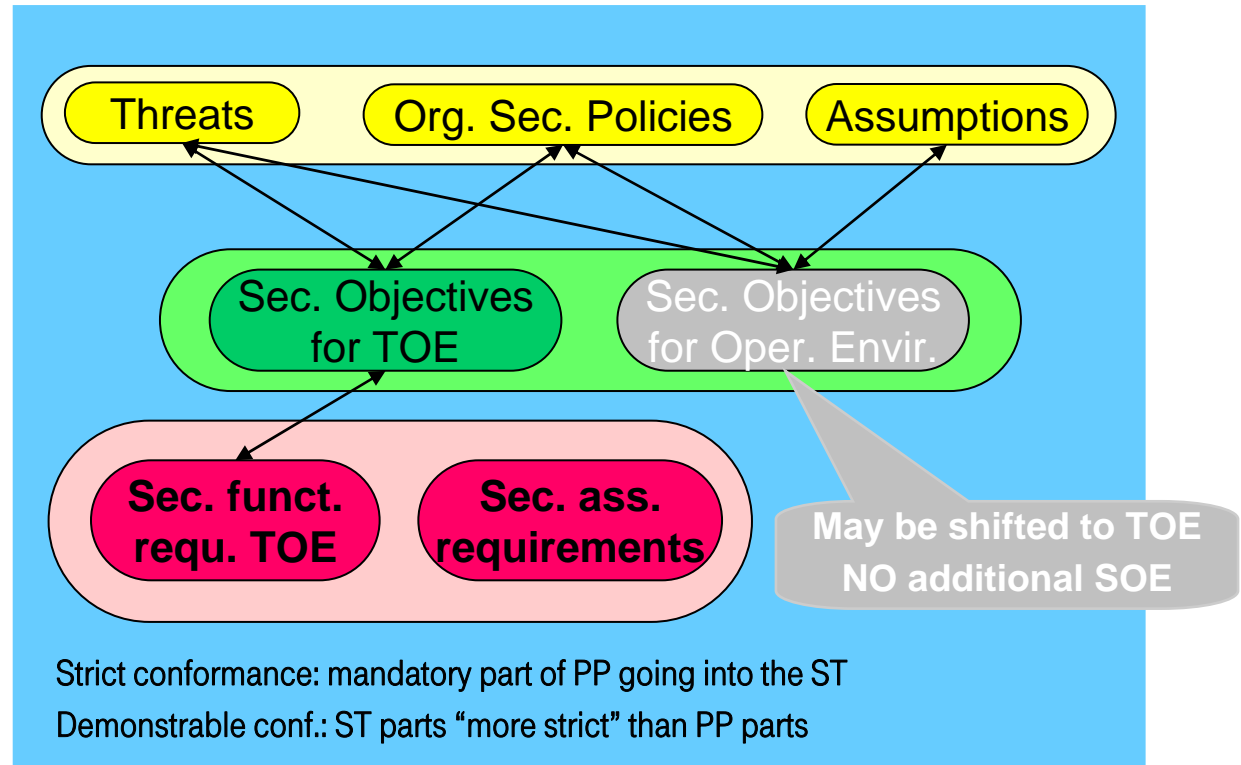 Threats
Org. Sec. Policies
Assumptions
Sec. Objectives
for TOE
Sec. Objectives
for Oper. Envir.
Sec. funct.
requ. TOE
Sec. ass.
requirements
May be shifted to TOE
NO additional SOE
Strict conformance: mandatory part of PP going into the ST
Demonstrable conf.: ST parts “more strict” than PP parts